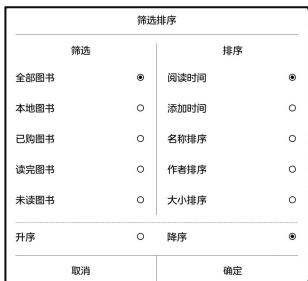 筛选排序
筛选 排序
全部图书 阅读时间
本地图书 添加时间
已购图书 名称排序
读完图书 作者排序
未读图书 大小排序
升序 降序
取消 确定